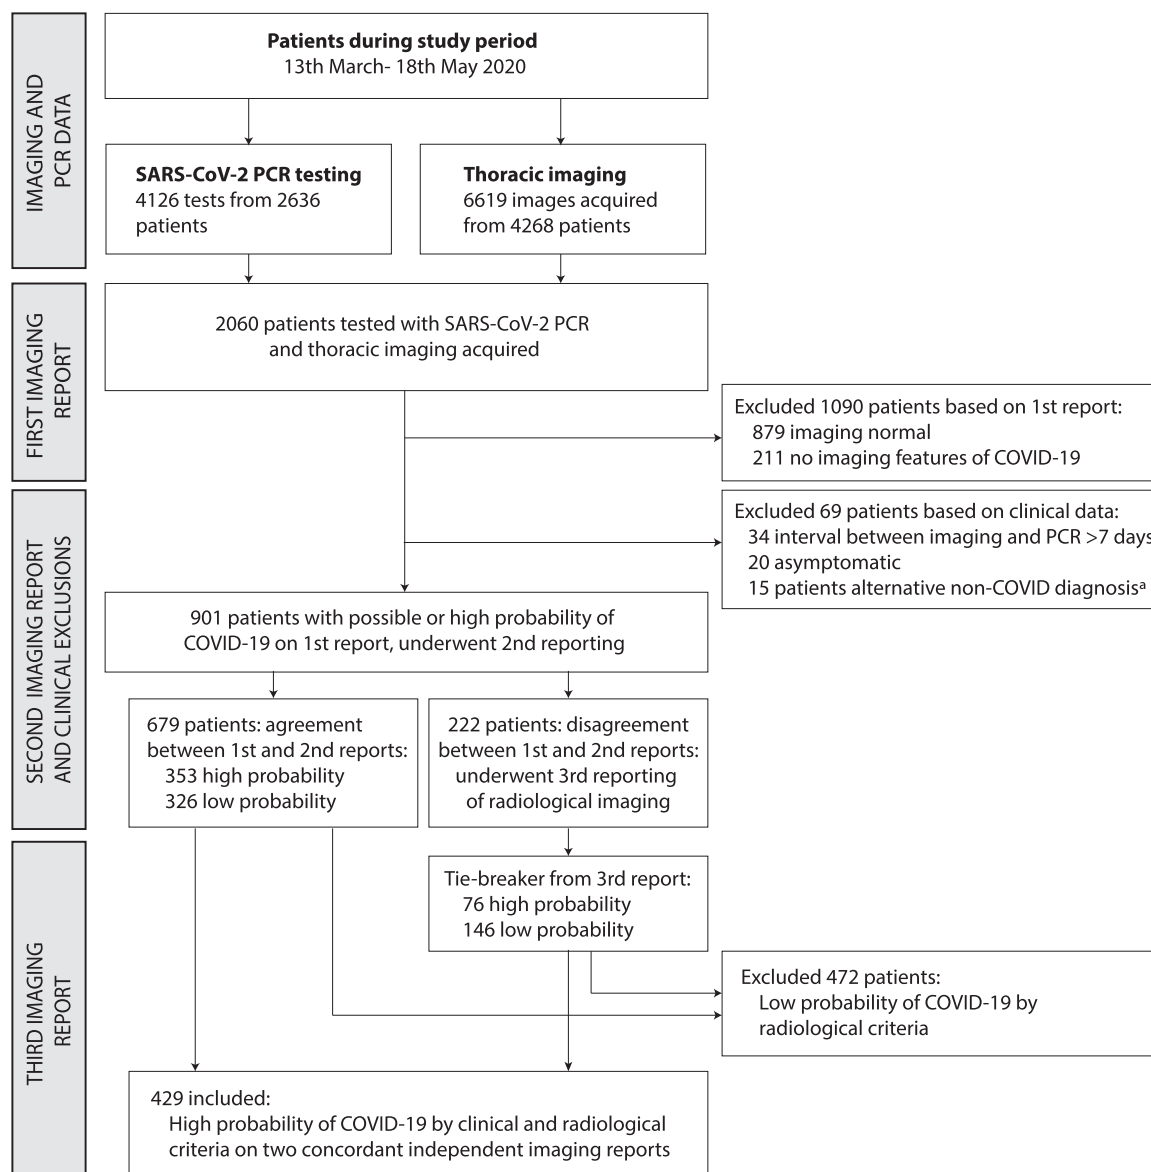 IMAGING AND
PCR DATA
Patients during study period
13th March- 18th May 2020
SARS-CoV-2 PCR testing
4126 tests from 2636
patients
Thoracic imaging
6619 images acquired
from 4268 patients
FIRST IMAGING
REPORT
2060 patients tested with SARS-CoV-2 PCR
and thoracic imaging acquired
Excluded 1090 patients based on 1st report:
879 imaging normal
211 no imaging features of COVID-19
SECOND IMAGING REPORT
AND CLINICAL EXCLUSIONS
Excluded 69 patients based on clinical data:
34 interval between imaging and PCR >7 days
20 asymptomatic
15 patients alternative non-COVID diagnosisª
901 patients with possible or high probability of
COVID-19 on 1st report, underwent 2nd reporting
679 patients: agreement
between 1st and 2nd reports:
353 high probability
326 low probability
222 patients: disagreement
between 1st and 2nd reports:
underwent 3rd reporting
of radiological imaging
THIRD IMAGING
REPORT
Tie-breaker from 3rd report:
76 high probability
146 low probability
Excluded 472 patients:
Low probability of COVID-19 by
radiological criteria
429 included:
High probability of COVID-19 by clinical and radiological
criteria on two concordant independent imaging reports